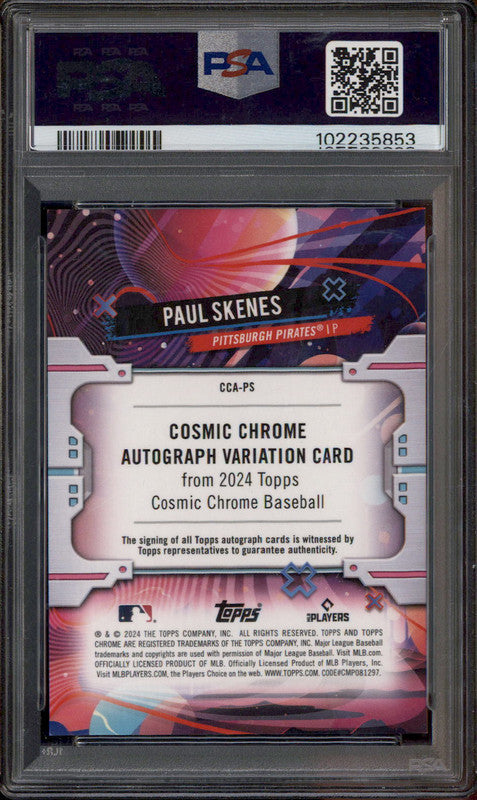 PSA
PSA
102235853
PAUL SKENES
PITTSBURGH PIRATES® | P
CCA-PS
COSMIC CHROME
AUTOGRAPH VARIATION CARD
from 2024 Topps
Cosmic Chrome Baseball
The signing of all Topps autograph cards is witnessed by
Topps representatives to guarantee authenticity.
topps
MLB PLAYERS
® & © 2024 THE TOPPS COMPANY, INC. ALL RIGHTS RESERVED. TOPPS AND TOPPS
CHROME ARE REGISTERED TRADEMARKS OF THE TOPPS COMPANY, INC. Major League Baseball
trademarks and copyrights are used with permission of Major League Baseball. Visit MLB.com.
OFFICIALLY LICENSED PRODUCT OF MLB. Officially Licensed Product of MLB Players, Inc.
Visit MLBPLAYERS.com, the Players Choice on the web. WWW.TOPPS.COM. CODE#CMP081297.
PSA